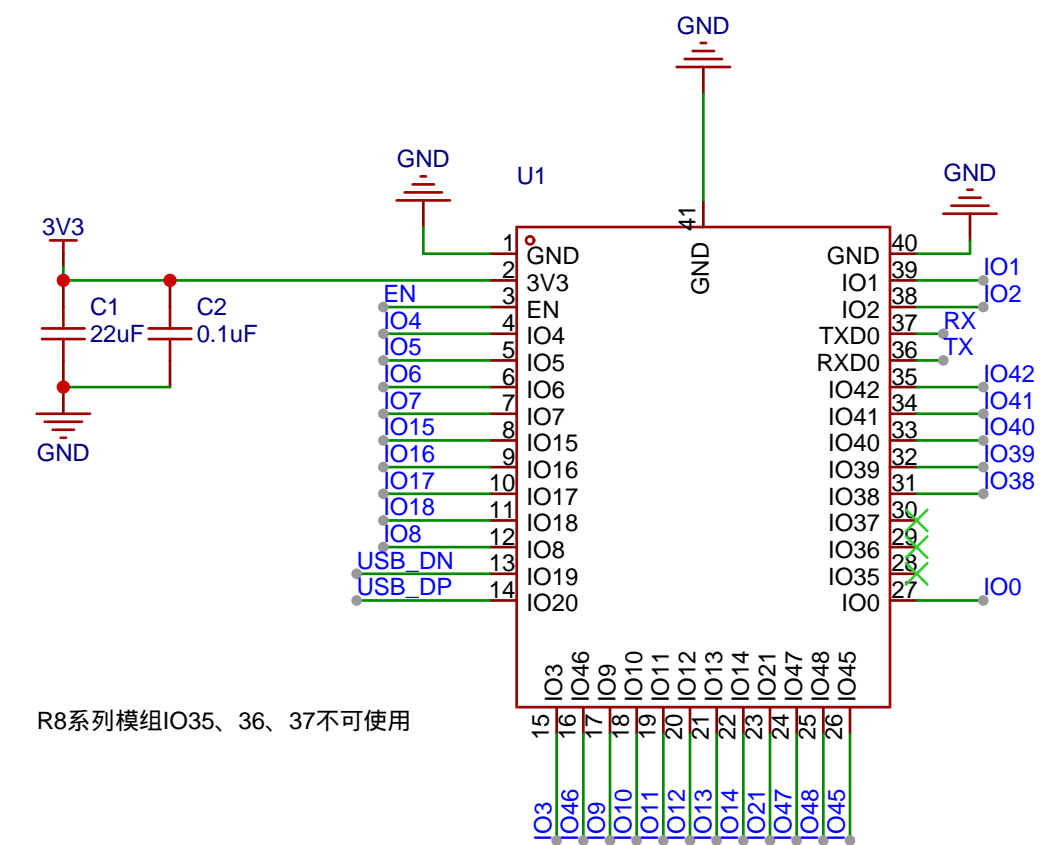 GND
GND
U1
GND
3V3
C1
22uF
C2
0.1uF
GND
41
GND
1
GND
2
3V3
EN
3
EN
IO4
4
IO4
IO5
5
IO5
IO6
6
IO6
IO7
7
IO7
IO15
8
IO15
IO16
9
IO16
IO17
10
IO17
IO18
11
IO18
IO8
12
IO8
USB_DN
13
IO19
USB_DP
14
IO20
GND
40
IO1
39
IO1
IO2
38
IO2
TXD0
37
RX
RXD0
36
TX
IO42
35
IO42
IO41
34
IO41
IO40
33
IO40
IO39
32
IO39
IO38
31
IO38
IO37
30
IO36
29
IO35
28
IO0
27
IO0
IO3
IO46
IO9
IO10
IO11
IO12
IO13
IO14
IO21
IO47
IO48
IO45
R8系列模组IO35、36、37不可使用
15
16
17
18
19
20
21
22
23
24
25
26
IO3
IO46
IO9
IO10
IO11
IO12
IO13
IO14
IO21
IO47
IO48
IO45